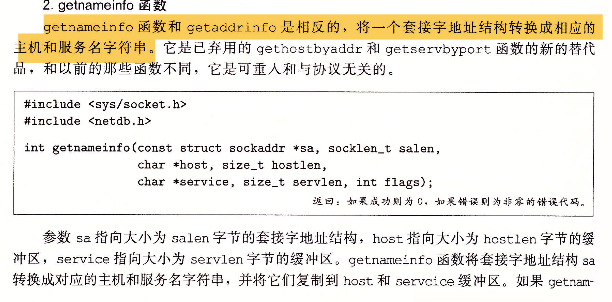 2. getnameinfo 函数
getnameinfo 函数和 getaddrinfo 是相反的，将一个套接字地址结构转换成相应的
主机和服务名字符串。它是已弃用的 gethostbyaddr 和 getservbyport 函数的新的替代
品，和以前的那些函数不同，它是可重入和与协议无关的。
#include <sys/socket.h>
#include <netdb.h>
int getnameinfo(const struct sockaddr *sa, socklen_t salen,
char *host, size_t hostlen,
char *service, size_t servlen, int flags);
返回：如果成功则为 0，如果错误则为非零的错误代码。
参数 sa 指向大小为 salen 字节的套接字地址结构，host 指向大小为 hostlen 字节的缓
冲区，service 指向大小为 servlen 字节的缓冲区。getnameinfo 函数将套接字地址结构 sa
转换成对应的主机和服务名字符串，并将它们复制到 host 和 servcice 缓冲区。如果 getnam-